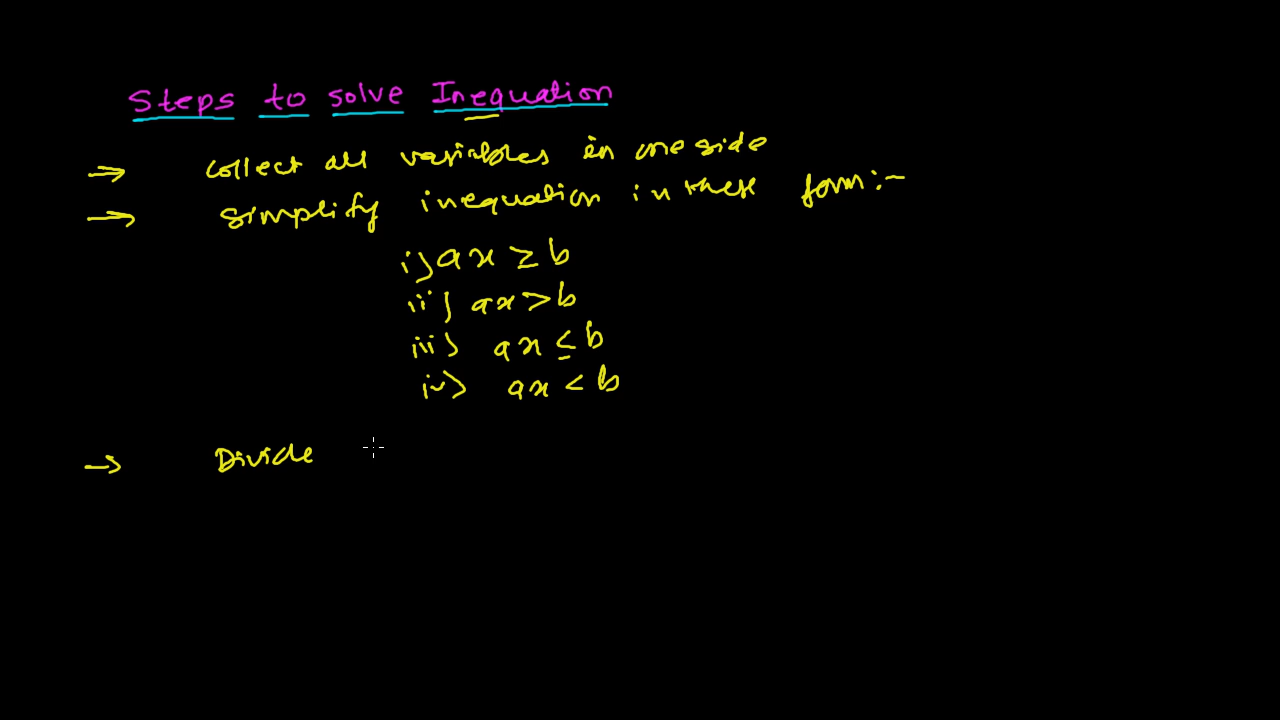 Steps to solve Inequation
→ collect all variables in one side
→ simplify inequation in these form:-
i) ax ≥ b
ii) ax > b
iii) ax ≤ b
iv) ax < b
→ Divide